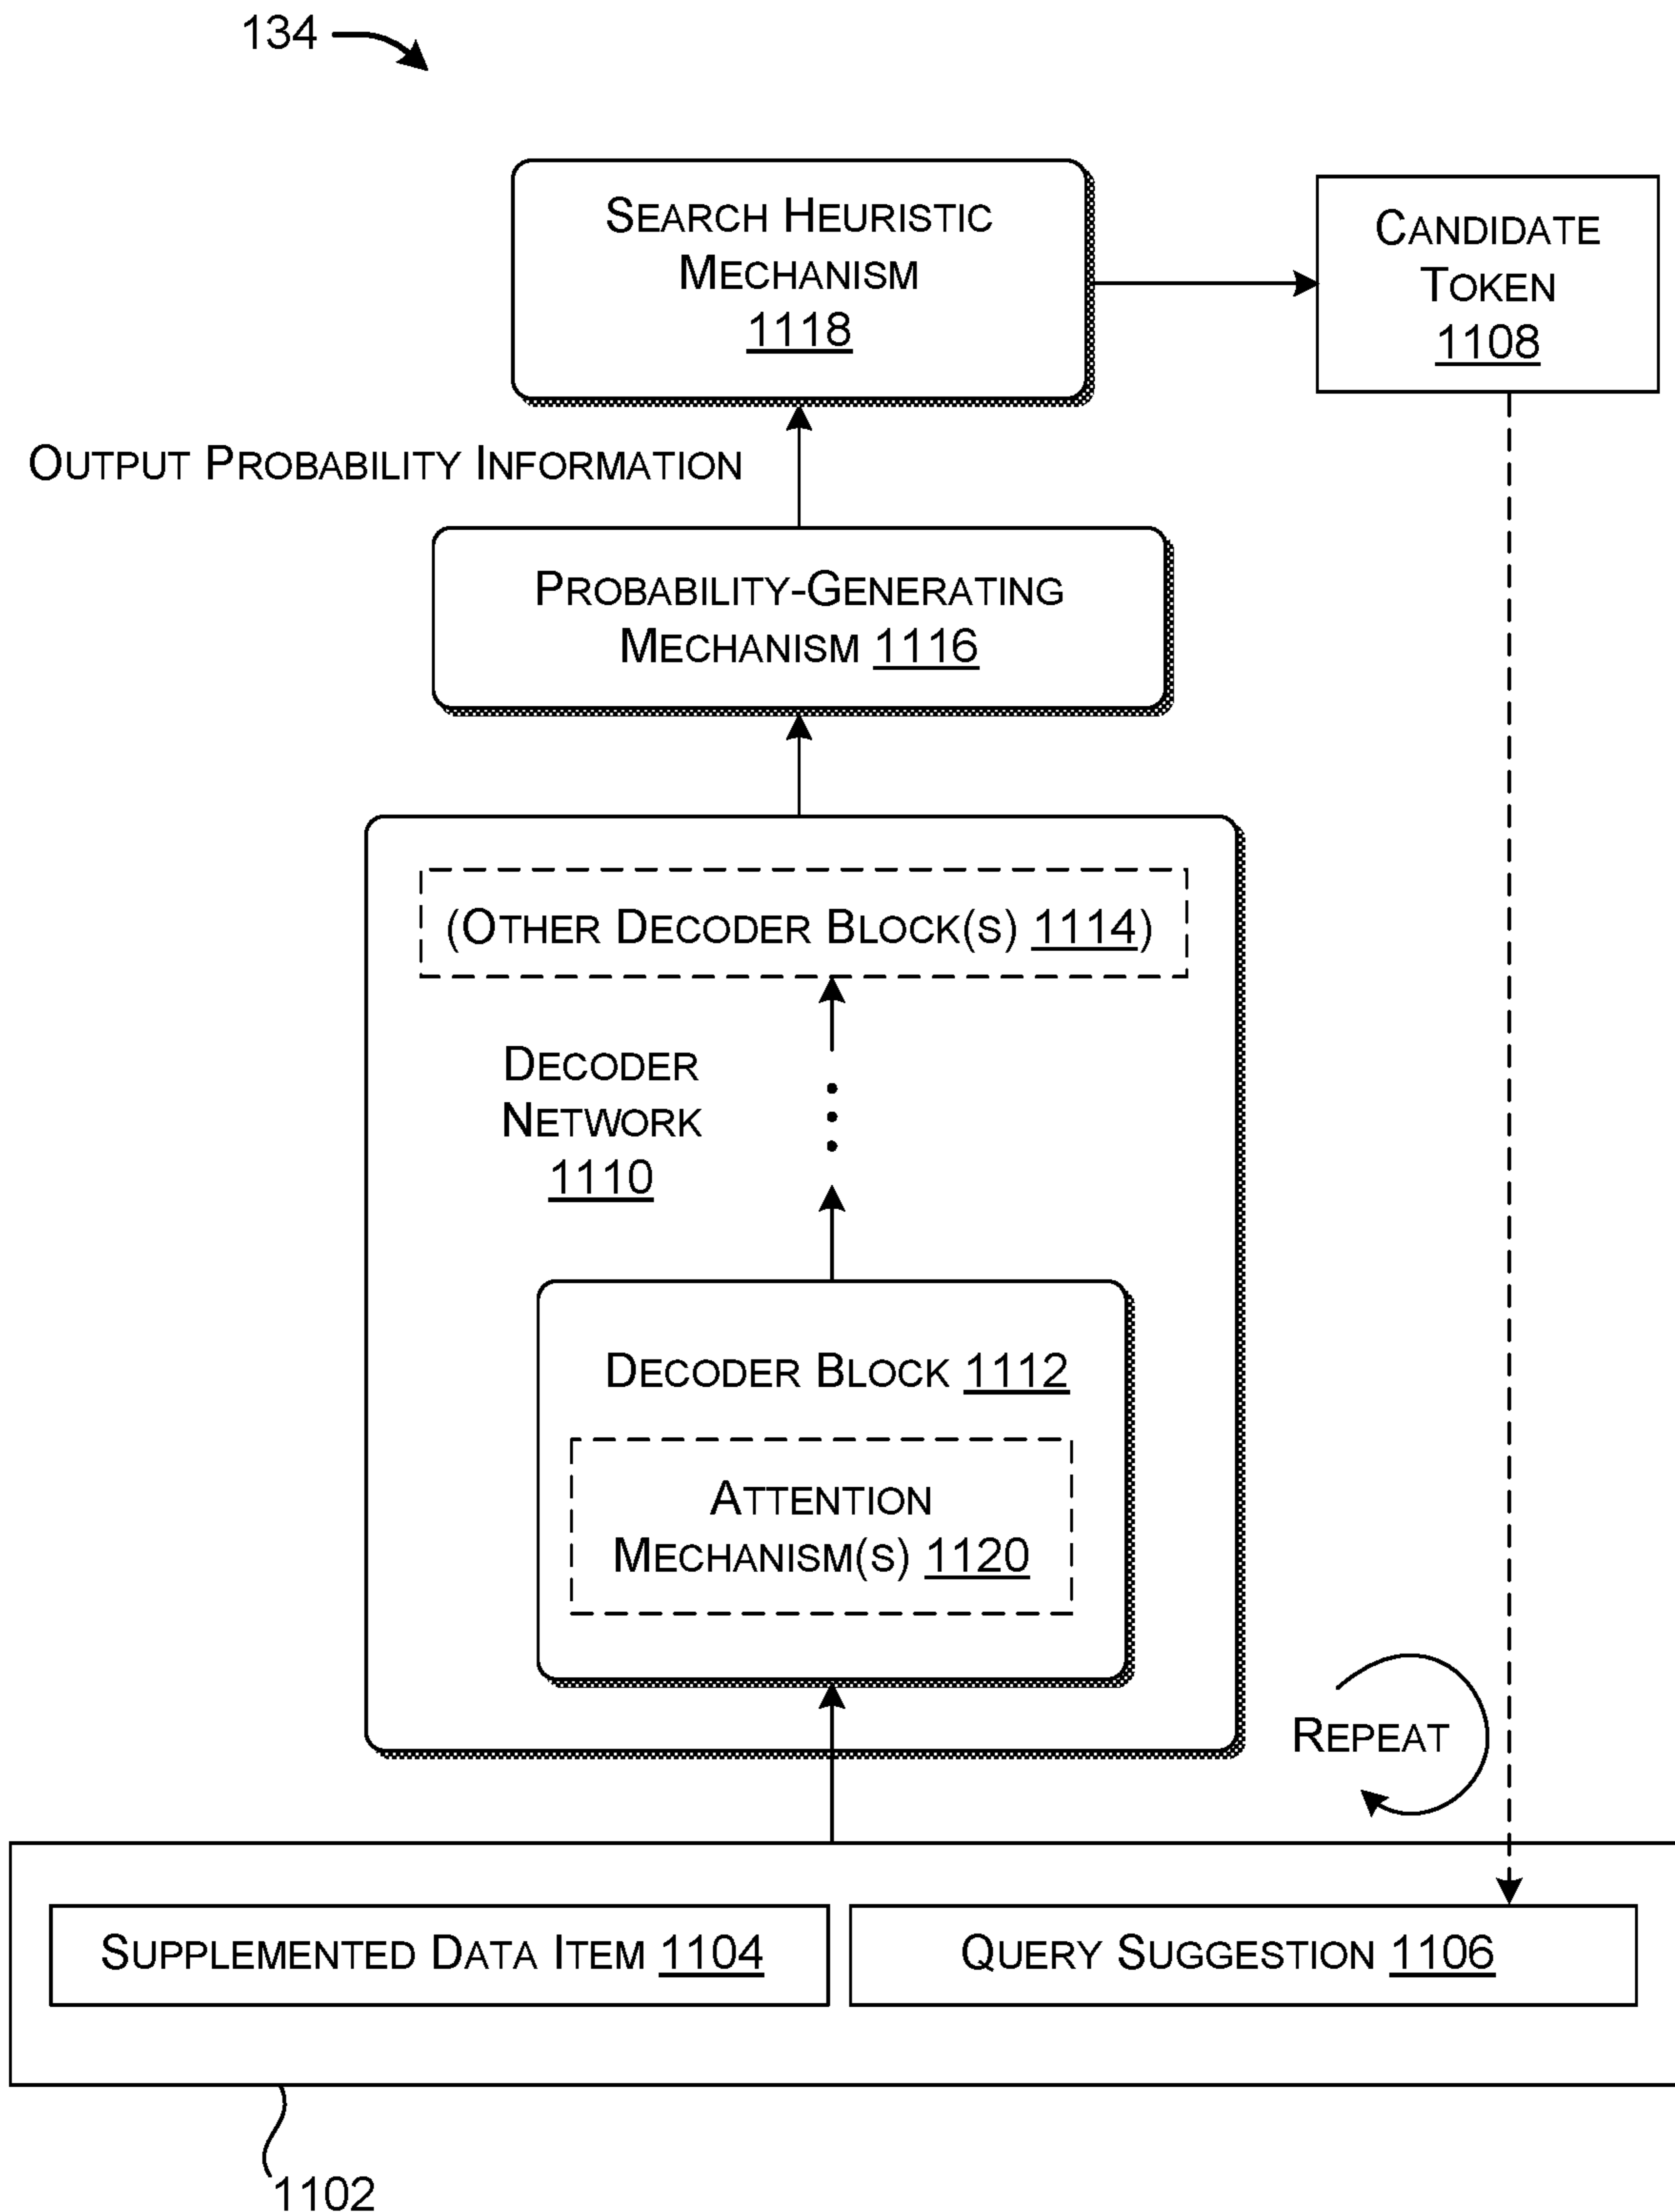 134
SEARCH HEURISTIC
MECHANISM
1118
CANDIDATE
TOKEN
1108
OUTPUT PROBABILITY INFORMATION
PROBABILITY-GENERATING
MECHANISM 1116
(OTHER DECODER BLOCK(S) 1114)
DECODER
NETWORK
1110
DECODER BLOCK 1112
ATTENTION
MECHANISM(S) 1120
REPEAT
SUPPLEMENTED DATA ITEM 1104
QUERY SUGGESTION 1106
1102